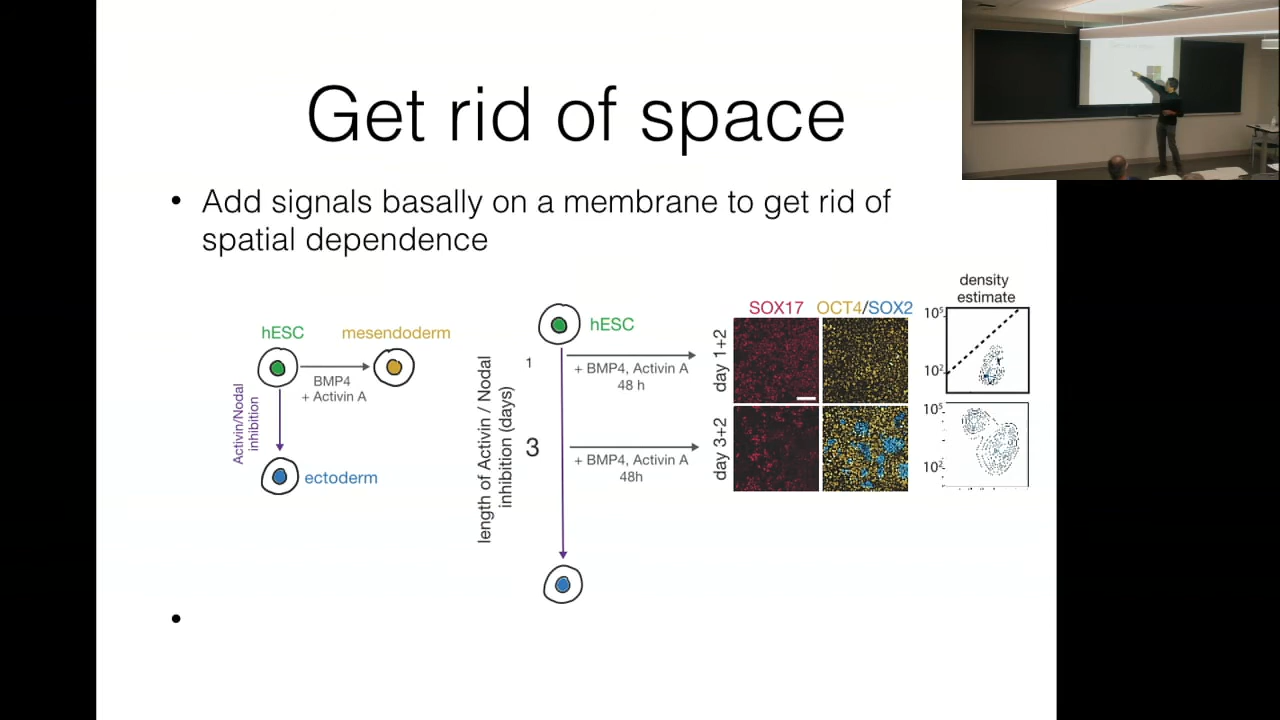 Get rid of space
• Add signals basally on a membrane to get rid of
spatial dependence
hESC
mesendoderm
BMP4
+ Activin A
Activin/Nodal
inhibition
ectoderm
length of Activin / Nodal
inhibition (days)
hESC
1
+ BMP4, Activin A
48 h
3
+ BMP4, Activin A
48h
SOX17
OCT4/SOX2
day 1+2
day 3+2
density
estimate
10⁵
10²
10⁵
10²
•